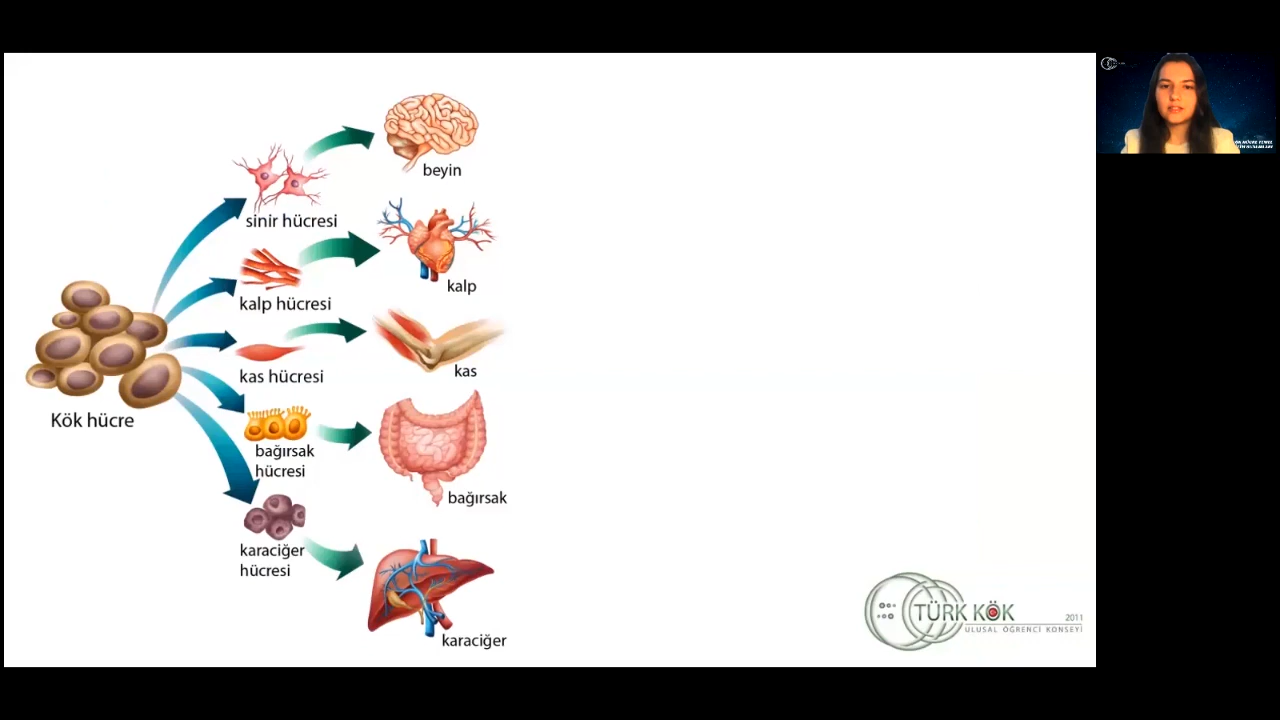 beyin
sinir hücresi
kalp
kalp hücresi
kas
kas hücresi
Kök hücre
bağırsak
hücresi
bağırsak
karaciğer
hücresi
karaciğer
TÜRK KÖK
2011
ULUSAL ÖĞRENCİ KONSEYİ